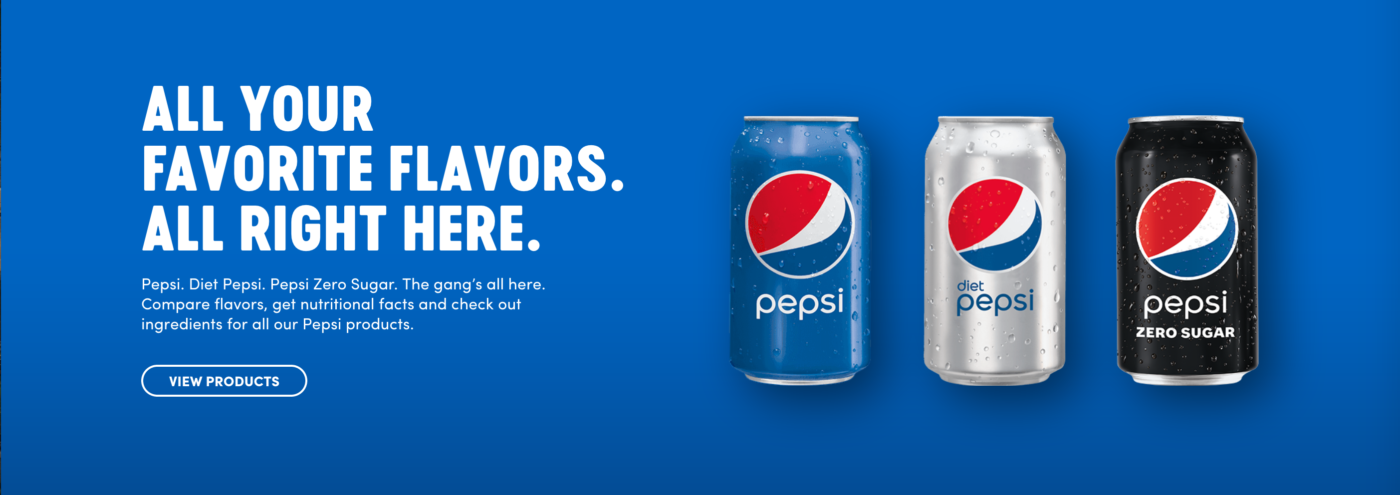 ALL YOUR
FAVORITE FLAVORS.
ALL RIGHT HERE.
Pepsi. Diet Pepsi. Pepsi Zero Sugar. The gang's all here.
Compare flavors, get nutritional facts and check out
ingredients for all our Pepsi products.
VIEW PRODUCTS
pepsi
diet
pepsi
pepsi
ZERO SUGAR